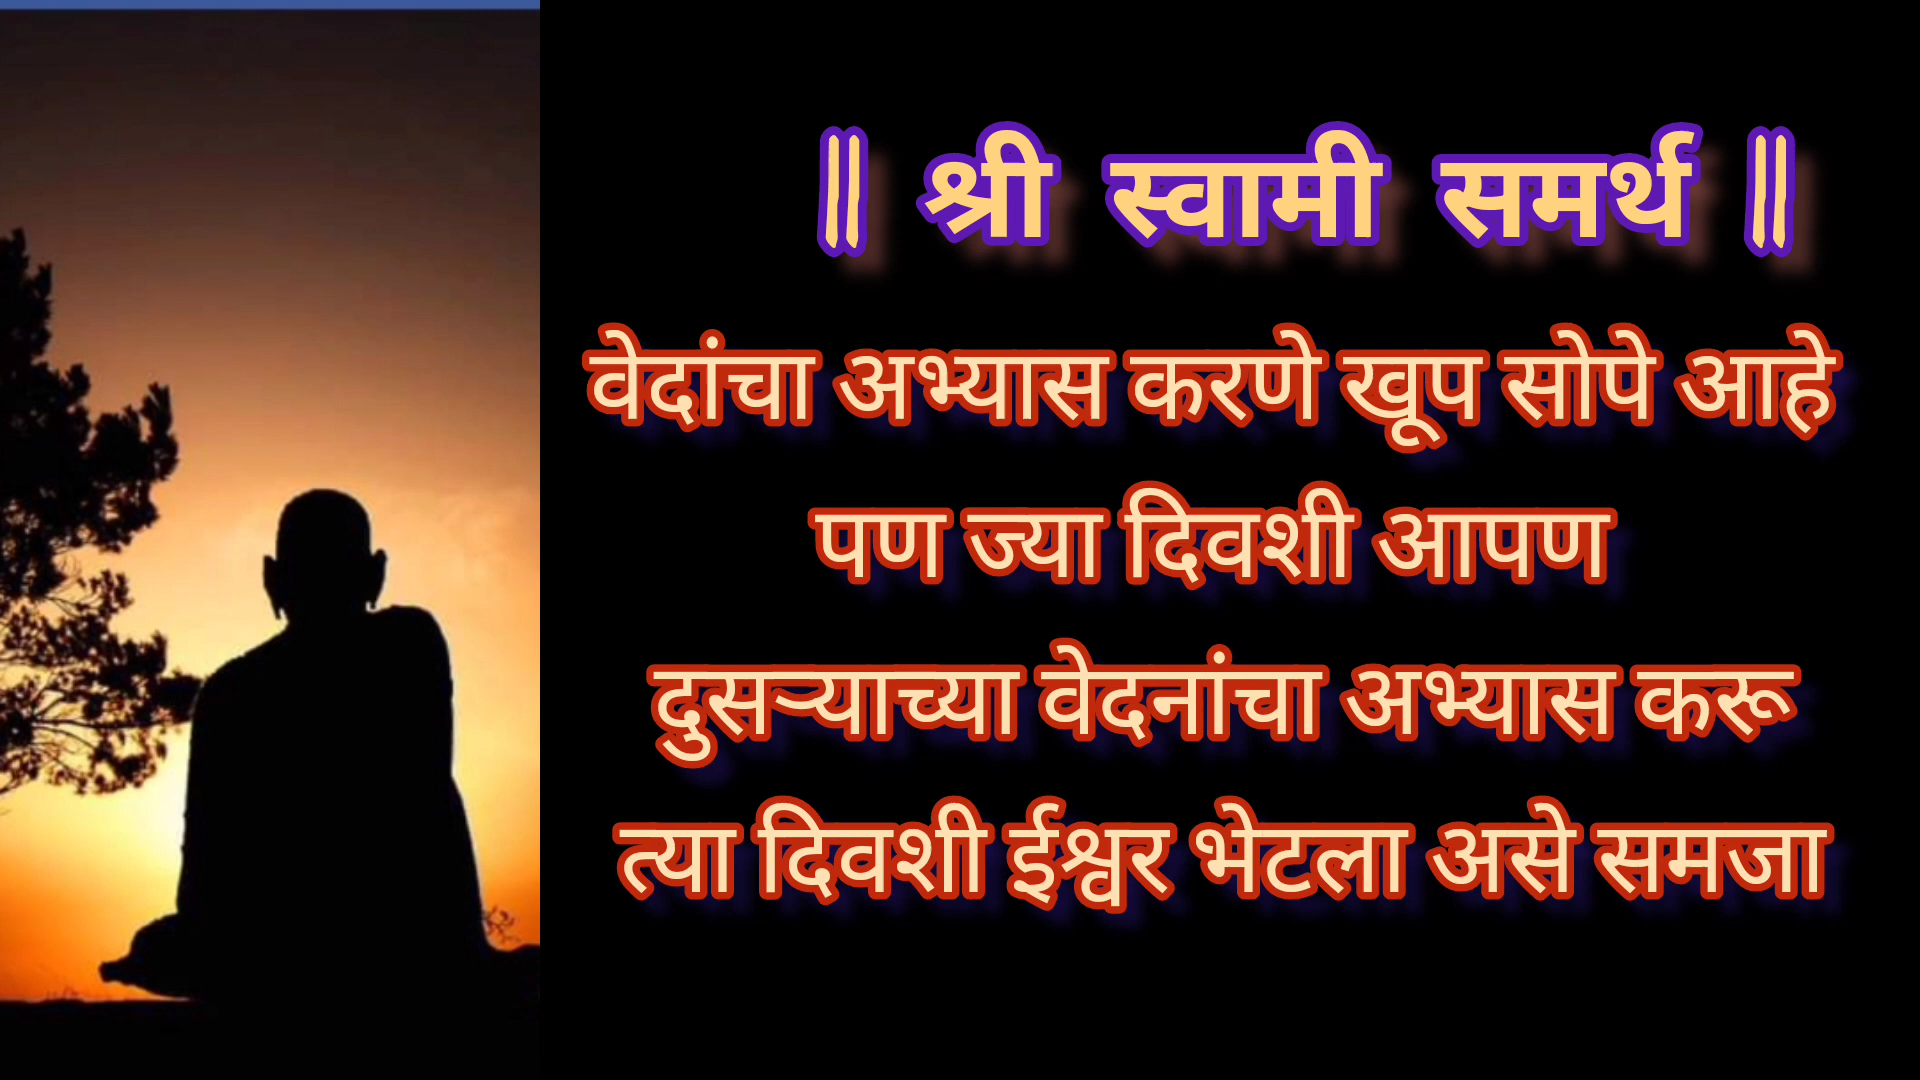 ॥ श्री स्वामी समर्थ ॥
वेदांचा अभ्यास करणे खूप सोपे आहे
पण ज्या दिवशी आपण
दुसऱ्याच्या वेदनांचा अभ्यास करू
त्या दिवशी ईश्वर भेटला असे समजा